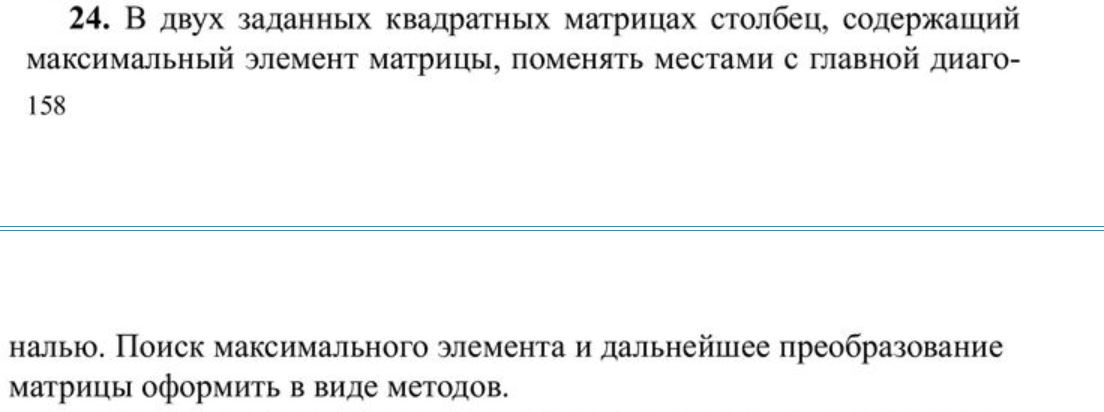 24. В двух заданных квадратных матрицах столбец, содержащий
максимальный элемент матрицы, поменять местами с главной диаго-
158
налью. Поиск максимального элемента и дальнейшее преобразование
матрицы оформить в виде методов.